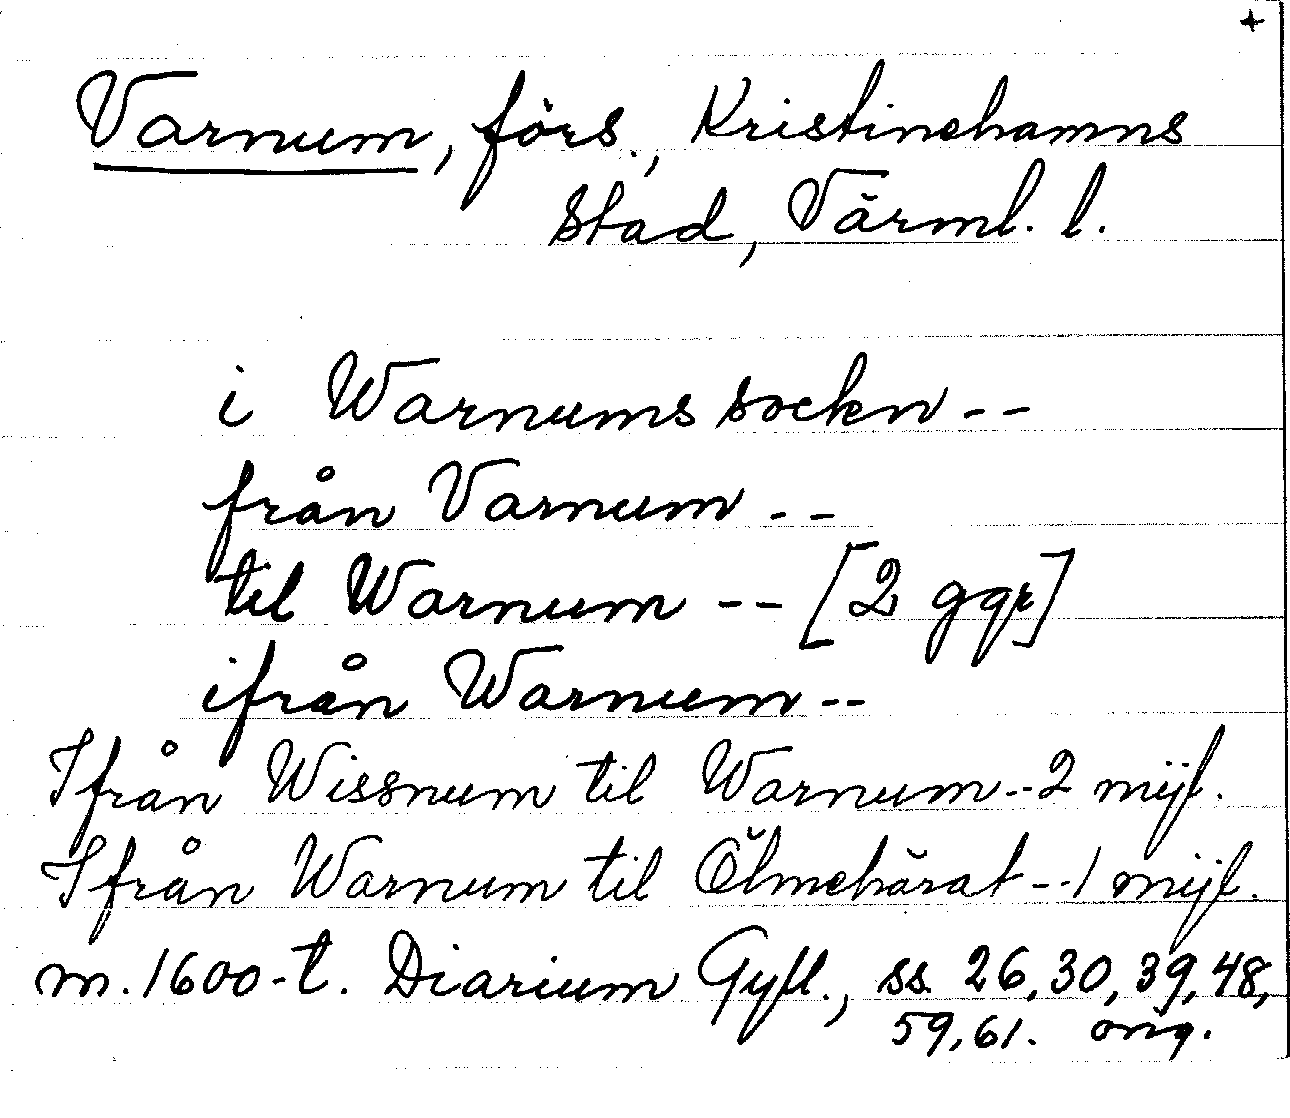 +
Varnum, förs., Kristinehamns
stad, Värml. l.
i Warnums sockn --
från Varnum --
til Warnum -- [2 ggr]
ifrån Warnum --
Ifrån Wissnum til Warnum -- 2 mijl.
Ifrån Warnum til Ölmehärat -- 1 mijl.
m. 1600-t. Diarium Gyll., ss. 26, 30, 39, 48,
59, 61. orig.